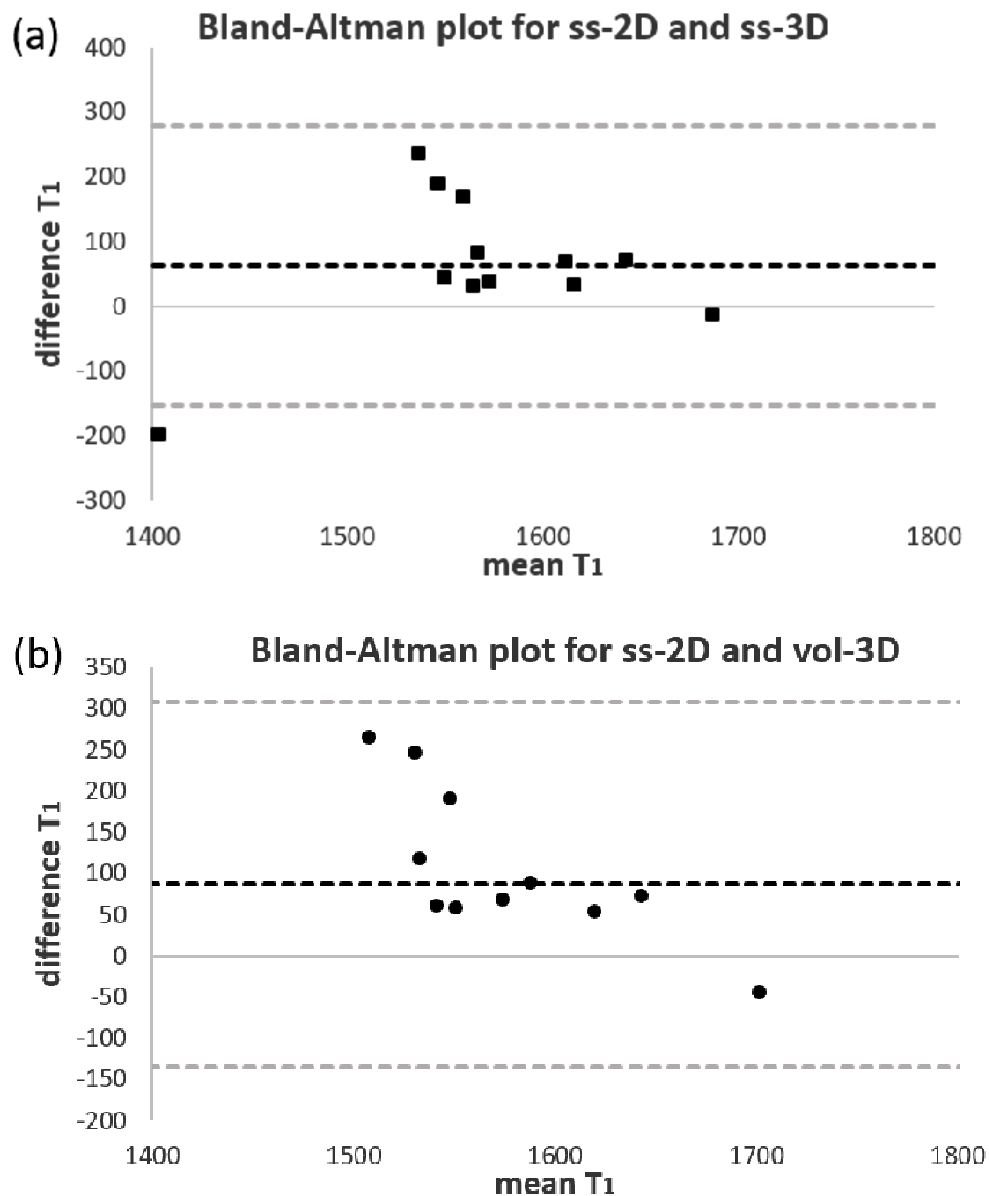 (a)
Bland-Altman plot for ss-2D and ss-3D
400
300
200
100
0
-100
-200
-300
difference T1
1400 1500 1600 1700 1800
mean T1
(b)
Bland-Altman plot for ss-2D and vol-3D
350
300
250
200
150
100
50
0
-50
-100
-150
-200
difference T1
1400 1500 1600 1700 1800
mean T1